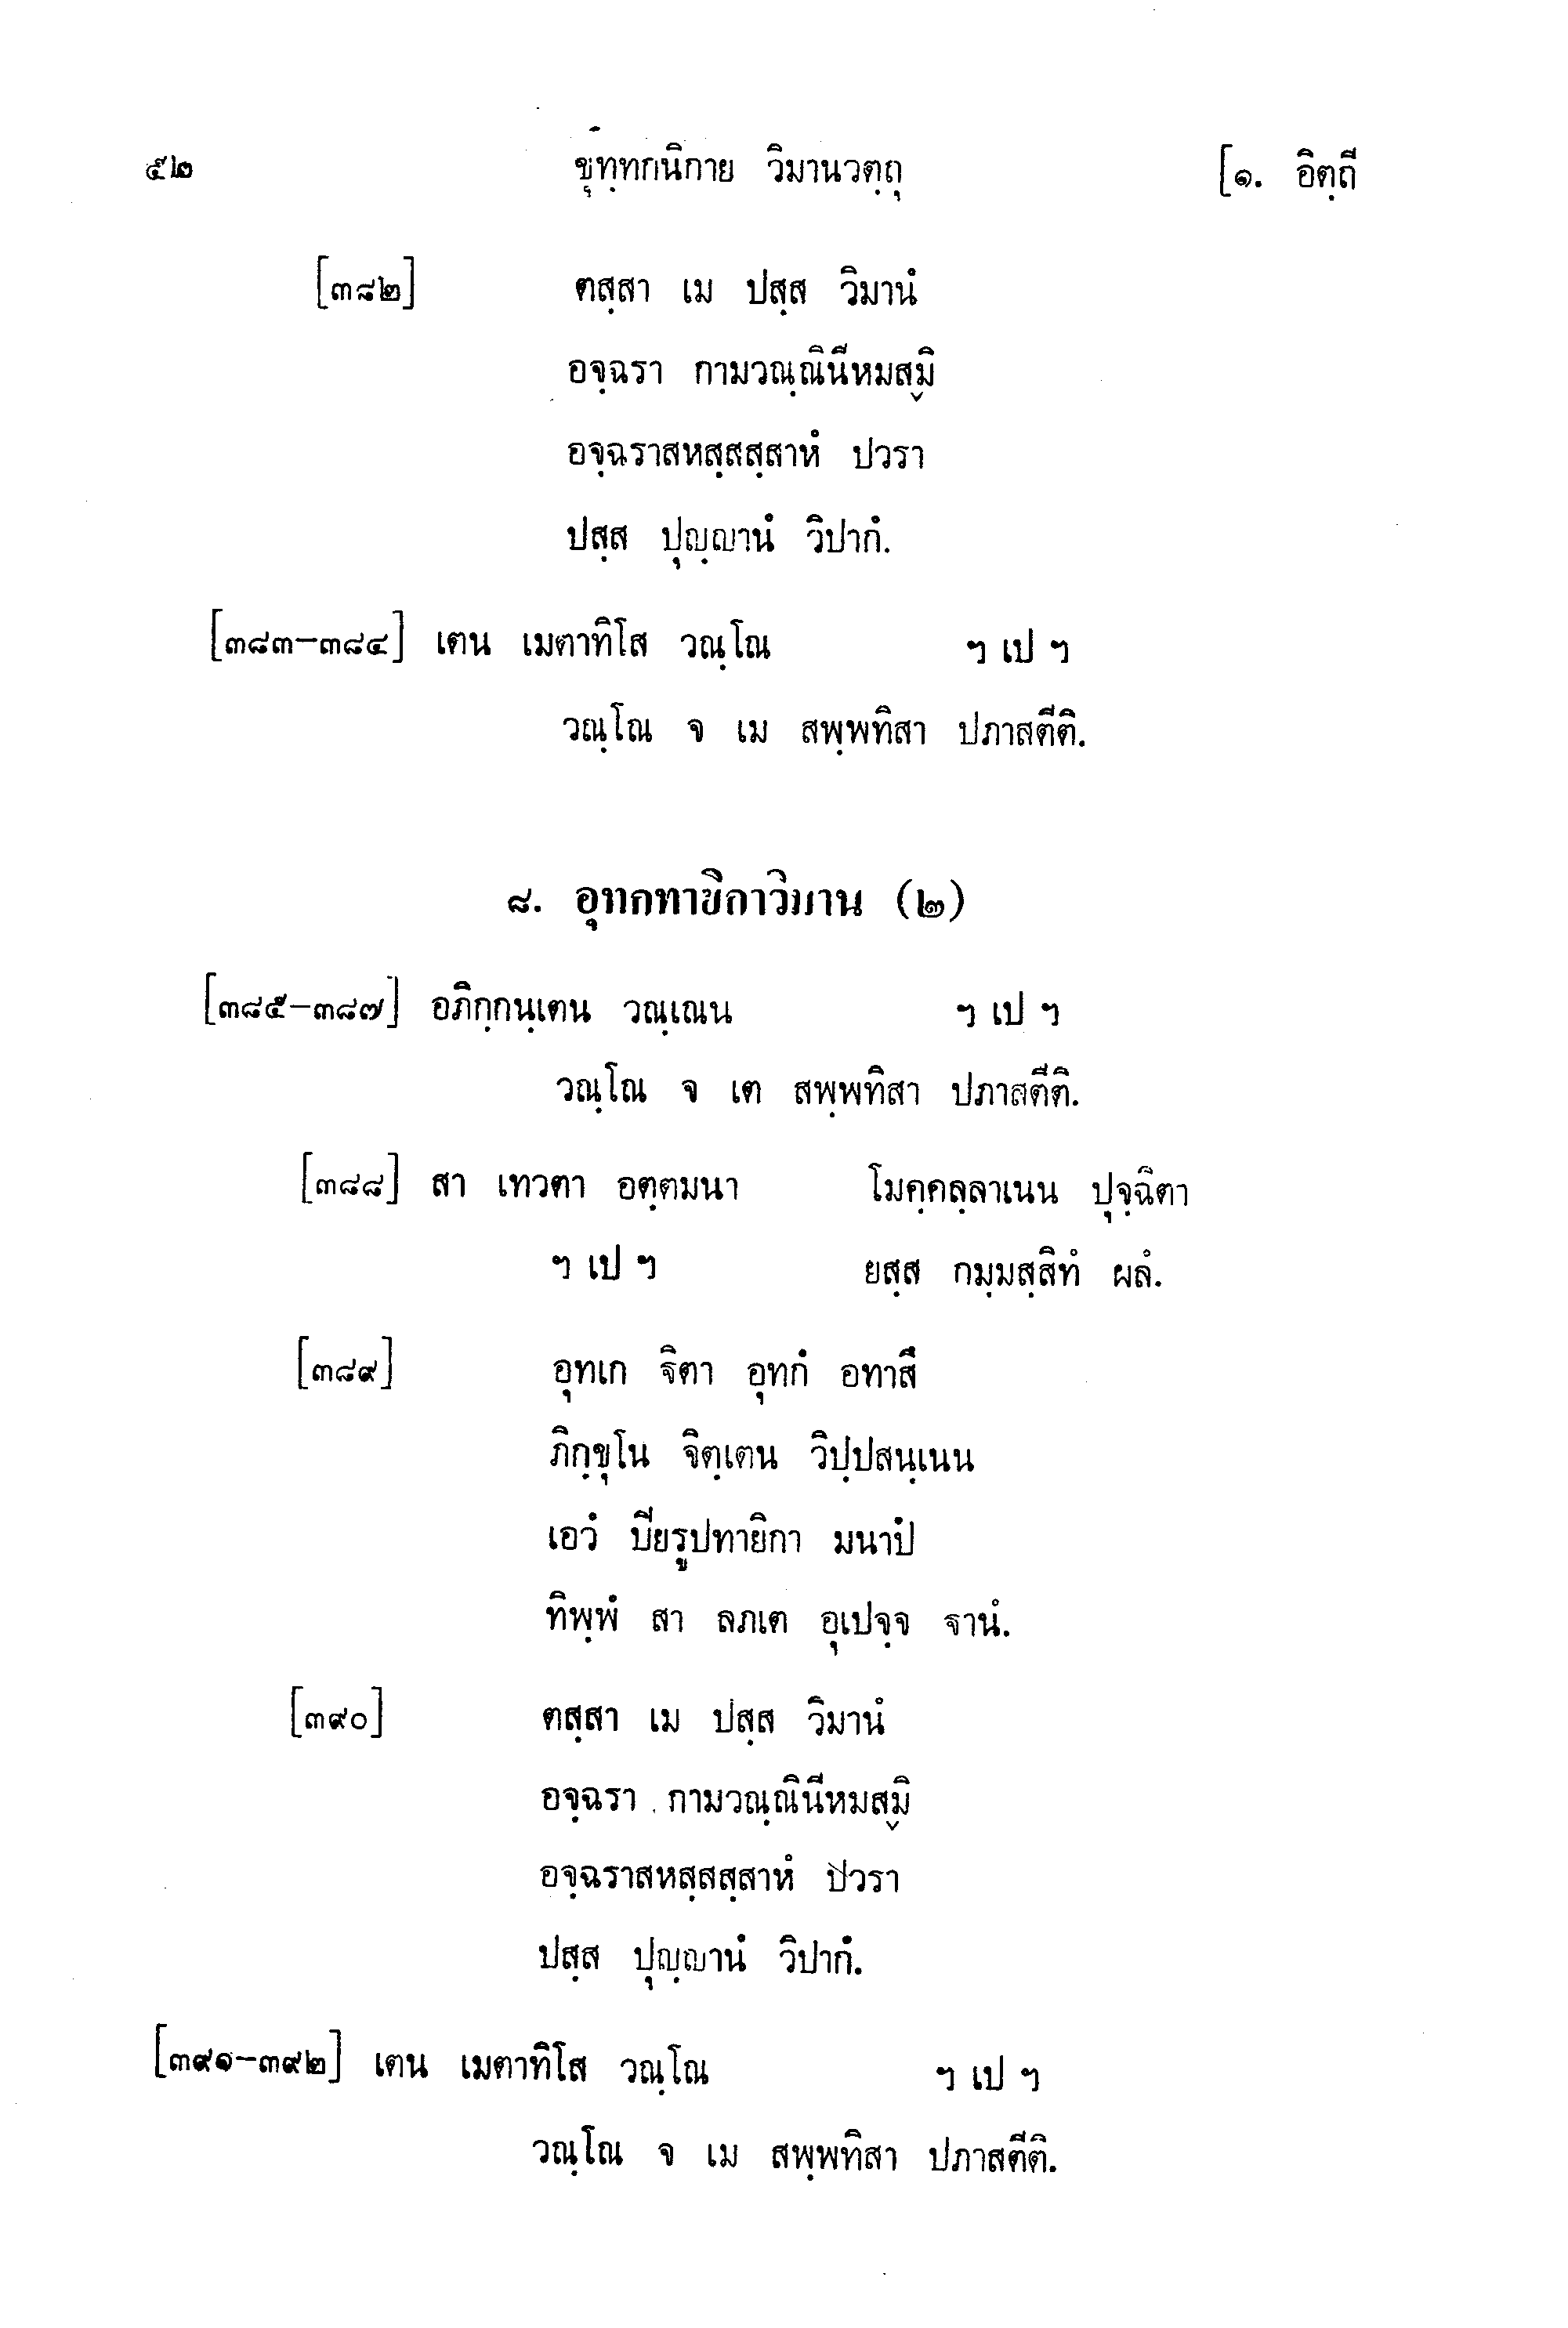 ๕๒ ขุทฺทกนิกาย วิมานวตฺถุ [๑. อิตฺถี
[๓๘๒] ตสฺสา เม ปสฺส วิมานํ
อจฺฉรา กามวณฺณินีหมสฺมิ
อจฺฉราสหสฺสสฺสาหํ ปวรา
ปสฺส ปุญฺญานํ วิปากํ.
[๓๘๓–๓๘๔] เตน เมตาทิโส วณฺโณ ฯ เป ฯ
วณฺโณ จ เม สพฺพทิสา ปภาสตีติ.
๘. อุทกทายิกาวิมาน (๒)
[๓๘๕–๓๘๗] อภิกฺกนฺเตน วณฺเณน ฯ เป ฯ
วณฺโณ จ เต สพฺพทิสา ปภาสตีติ.
[๓๘๘] สา เทวตา อตฺตมนา โมคฺคลฺลาเนน ปุจฺฉิตา
ฯ เป ฯ ยสฺส กมฺมสฺสิทํ ผลํ.
[๓๘๙] อุทเก ฐิตา อุทกํ อทาสึ
ภิกฺขุโน จิตฺเตน วิปฺปสนฺเนน
เอวํ ปิยรูปทายิกา มนาปํ
ทิพฺพํ สา ลภเต อุเปจฺจ ฐานํ.
[๓๙๐] ตสฺสา เม ปสฺส วิมานํ
อจฺฉรา กามวณฺณินีหมสฺมิ
อจฺฉราสหสฺสสฺสาหํ ปวรา
ปสฺส ปุญฺญานํ วิปากํ.
[๓๙๑–๓๙๒] เตน เมตาทิโส วณฺโณ ฯ เป ฯ
วณฺโณ จ เม สพฺพทิสา ปภาสตีติ.